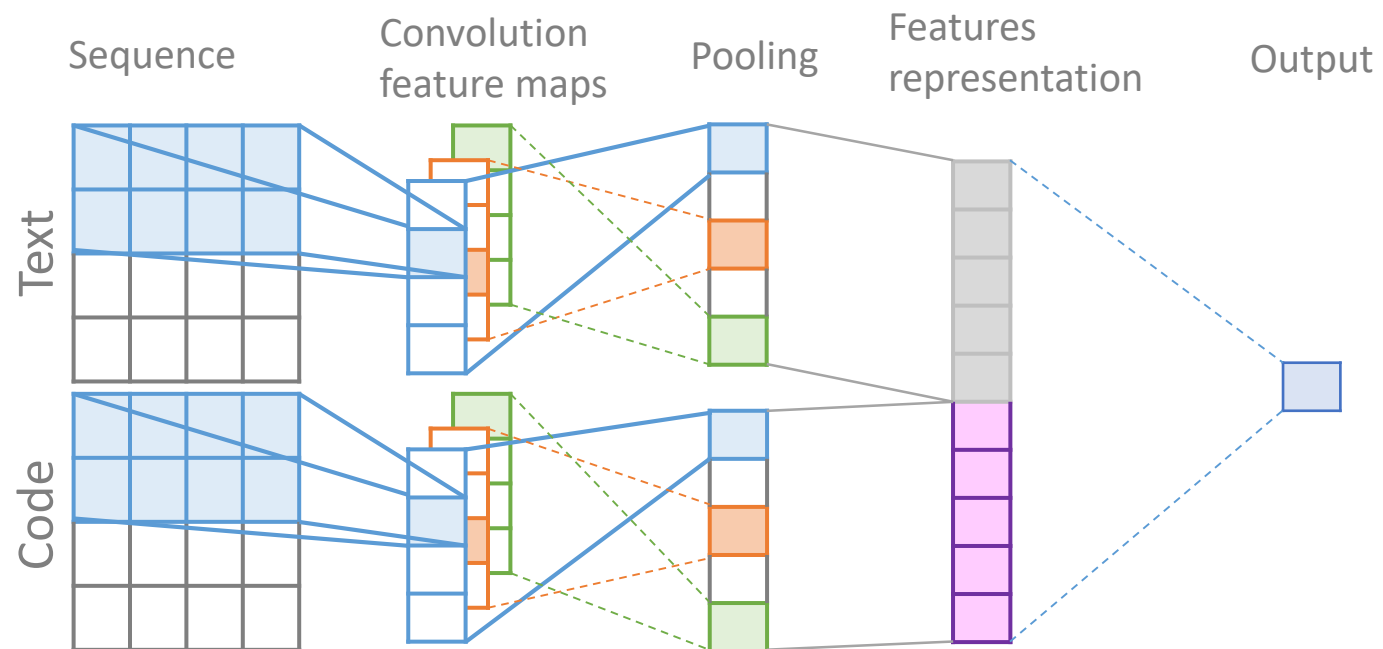 Sequence
Convolution
feature maps
Pooling
Features
representation
Output
Text
Code